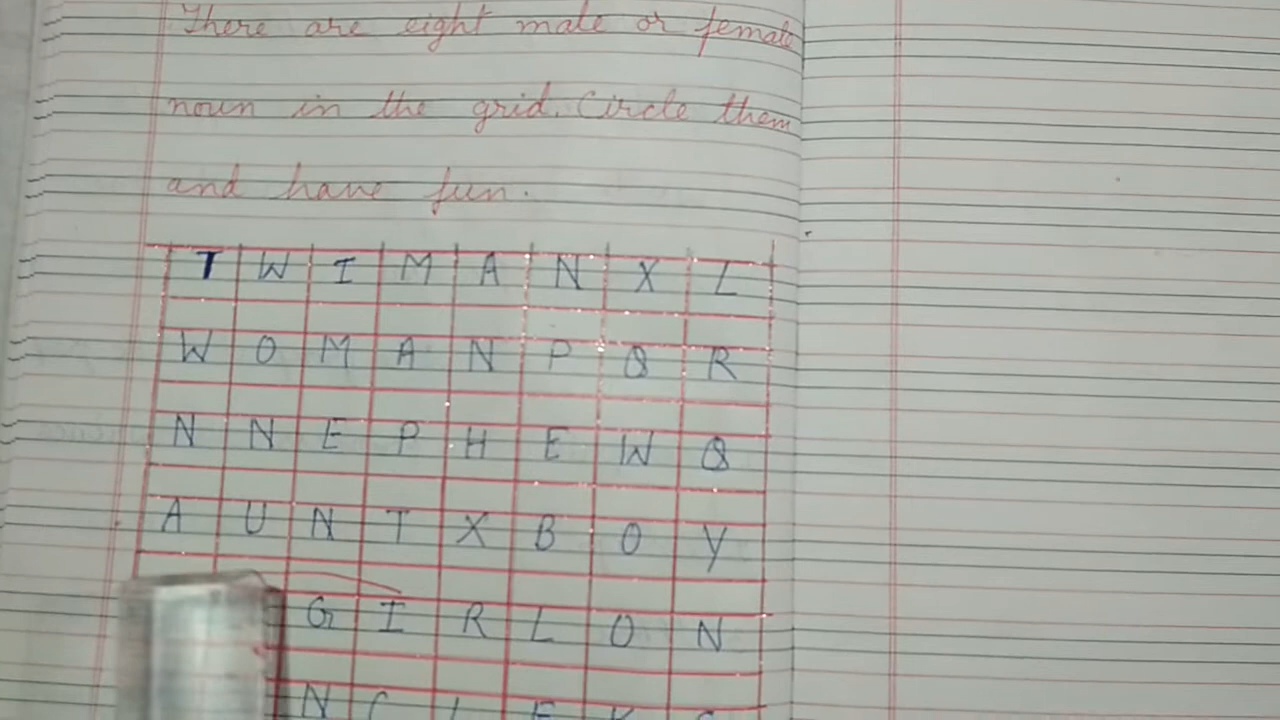 There are eight male or female
noun in the grid. Circle them
and have fun.
T W I M A N X L
W O M A N P Q R
N N E P H E W Q
A U N T X B O Y
G I R L O N
N C L E